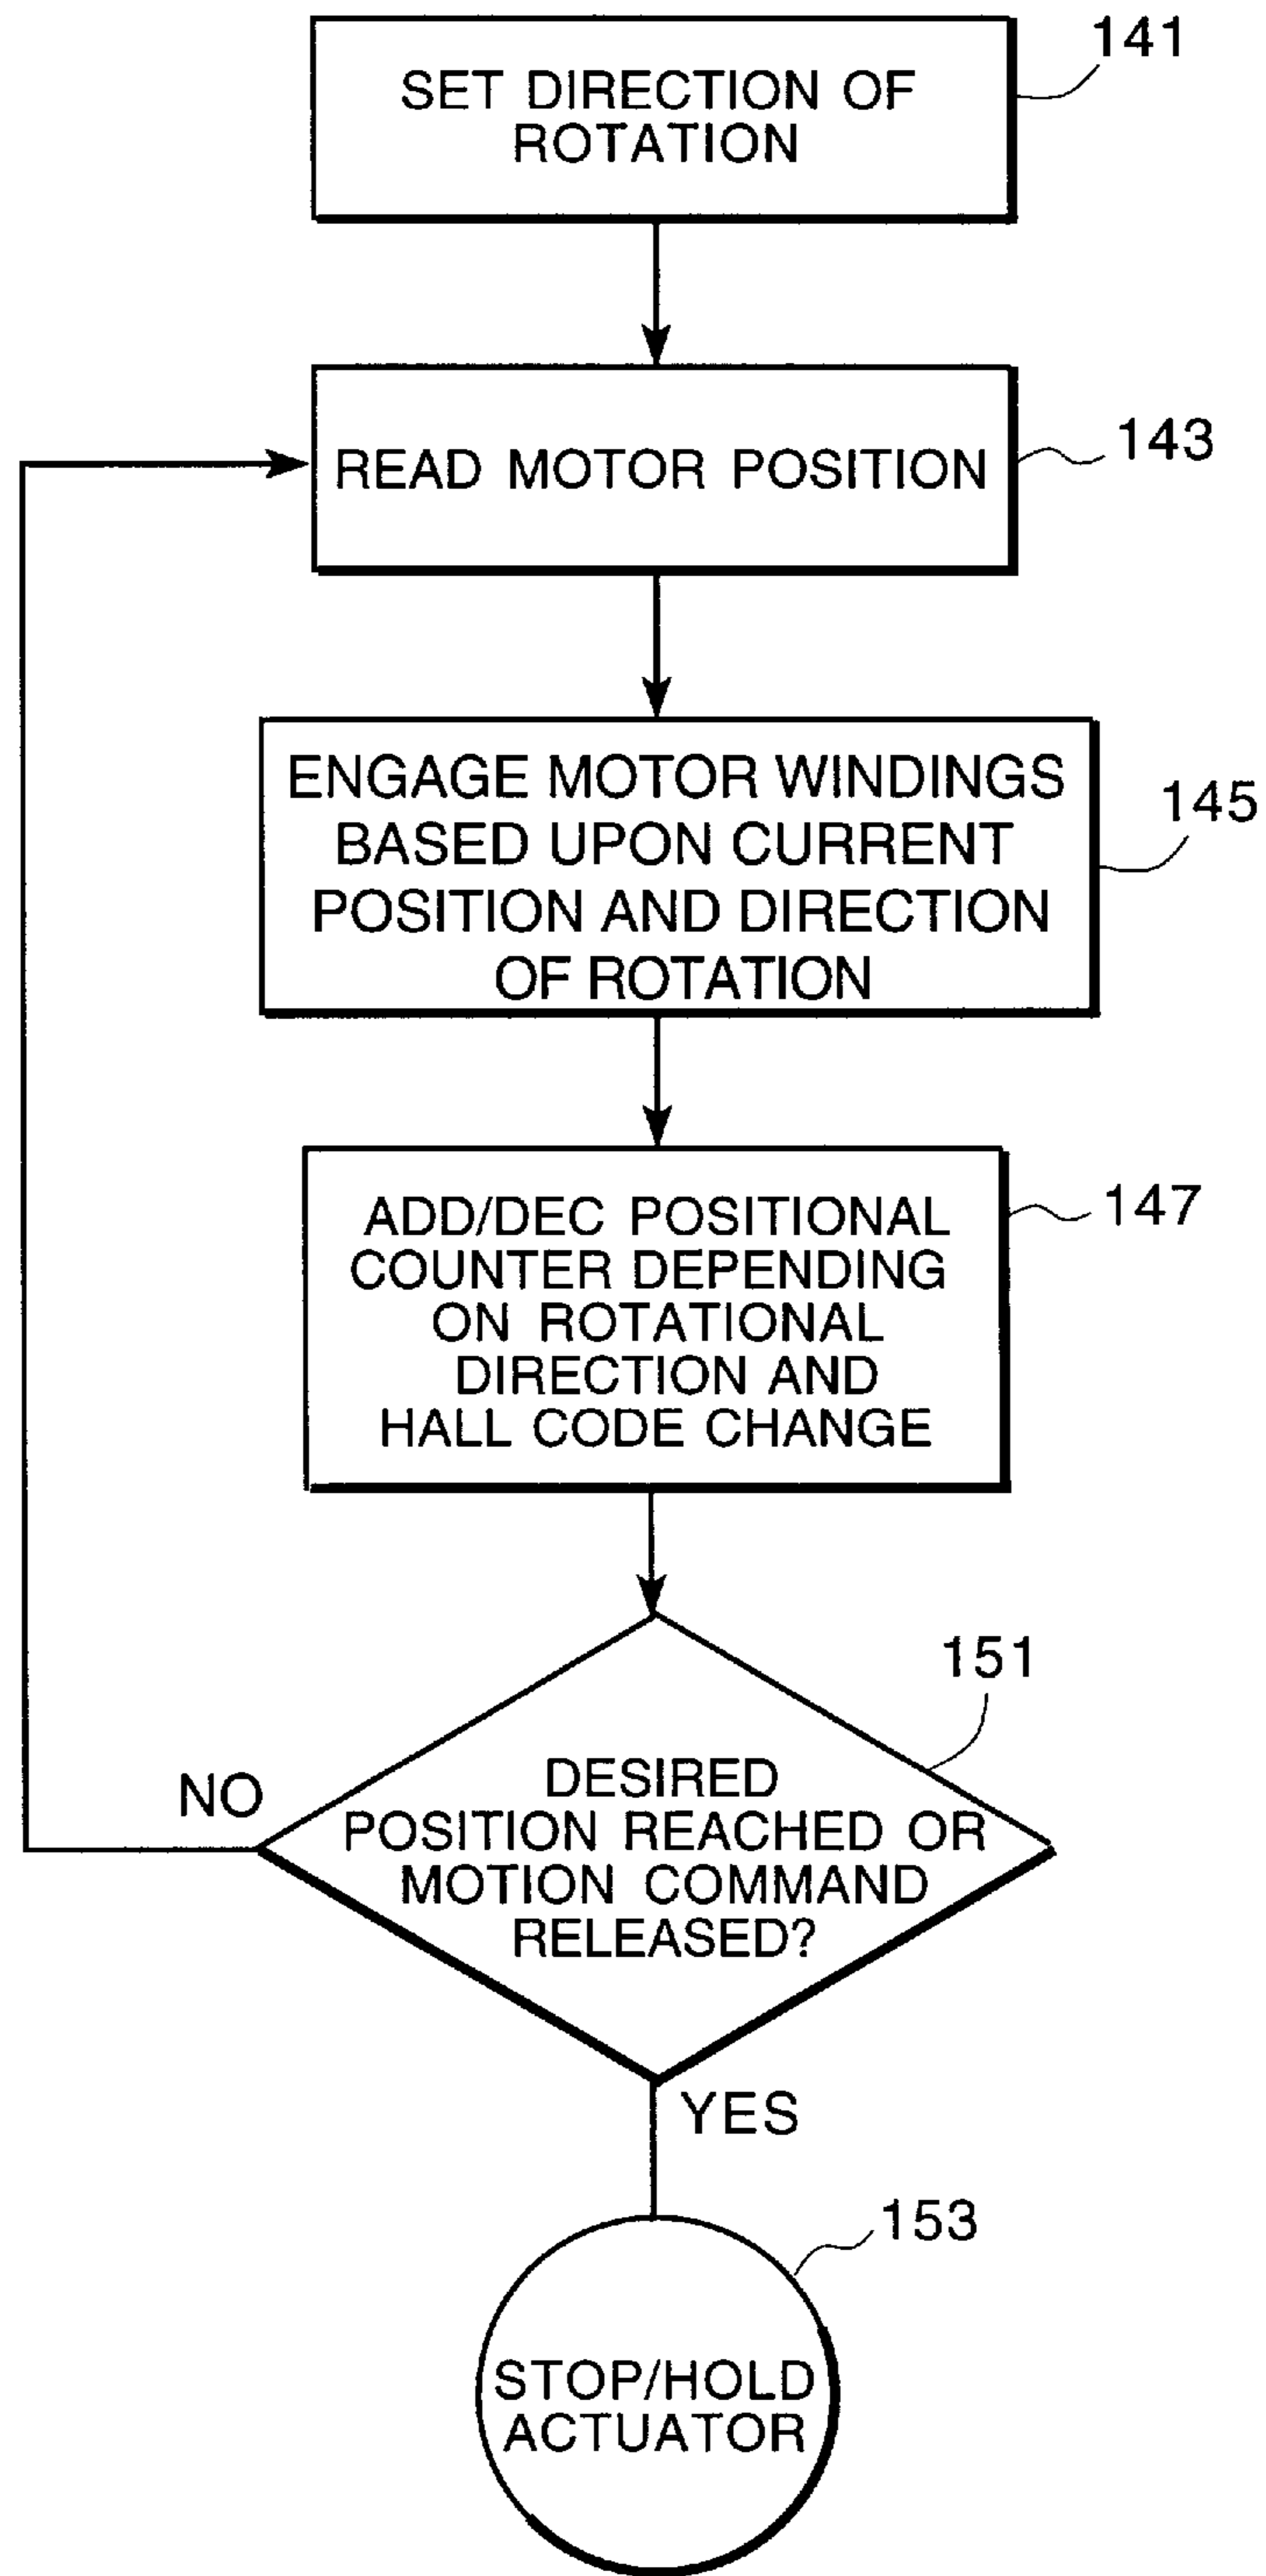 141
SET DIRECTION OF
ROTATION
143
READ MOTOR POSITION
ENGAGE MOTOR WINDINGS
BASED UPON CURRENT
POSITION AND DIRECTION
OF ROTATION
145
ADD/DEC POSITIONAL
COUNTER DEPENDING
ON ROTATIONAL
DIRECTION AND
HALL CODE CHANGE
147
151
NO
DESIRED
POSITION REACHED OR
MOTION COMMAND
RELEASED?
YES
153
STOP/HOLD
ACTUATOR